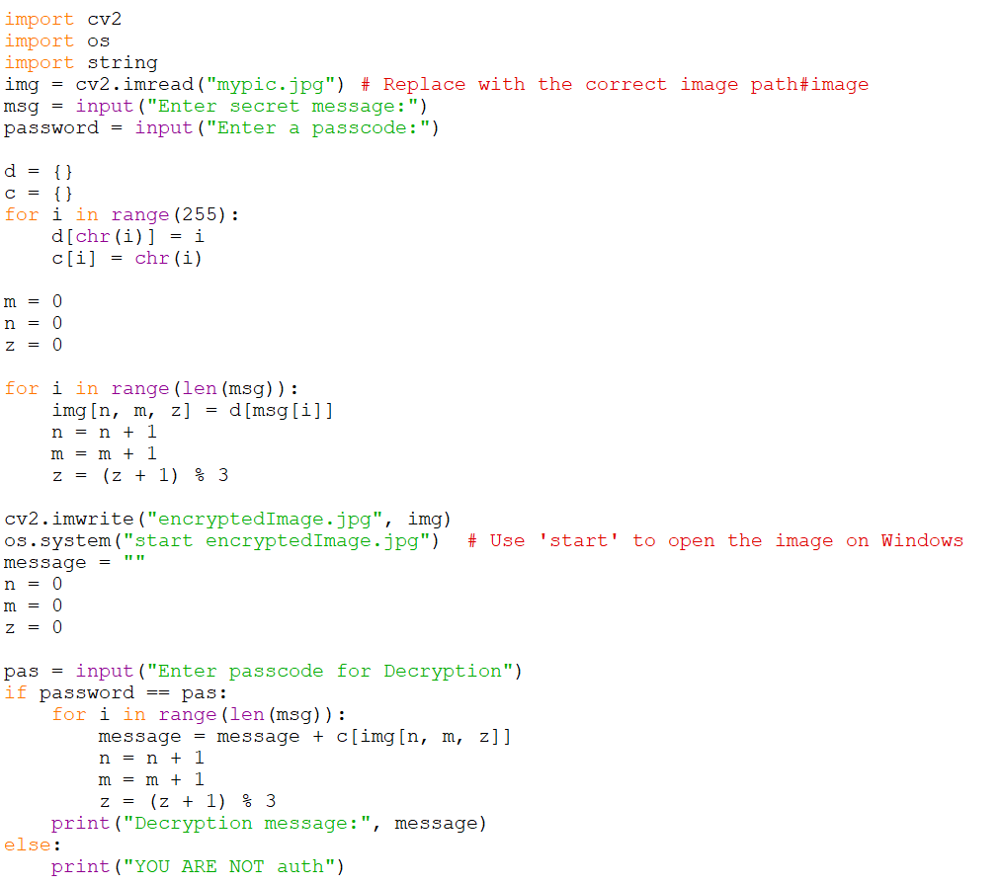 import cv2
import os
import string
img = cv2.imread("mypic.jpg") # Replace with the correct image path#image
msg = input("Enter secret message:")
password = input("Enter a passcode:")

d = {}
c = {}
for i in range(255):
    d[chr(i)] = i
    c[i] = chr(i)

m = 0
n = 0
z = 0

for i in range(len(msg)):
    img[n, m, z] = d[msg[i]]
    n = n + 1
    m = m + 1
    z = (z + 1) % 3

cv2.imwrite("encryptedImage.jpg", img)
os.system("start encryptedImage.jpg")  # Use 'start' to open the image on Windows
message = ""
n = 0
m = 0
z = 0

pas = input("Enter passcode for Decryption")
if password == pas:
    for i in range(len(msg)):
        message = message + c[img[n, m, z]]
        n = n + 1
        m = m + 1
        z = (z + 1) % 3
    print("Decryption message:", message)
else:
    print("YOU ARE NOT auth")